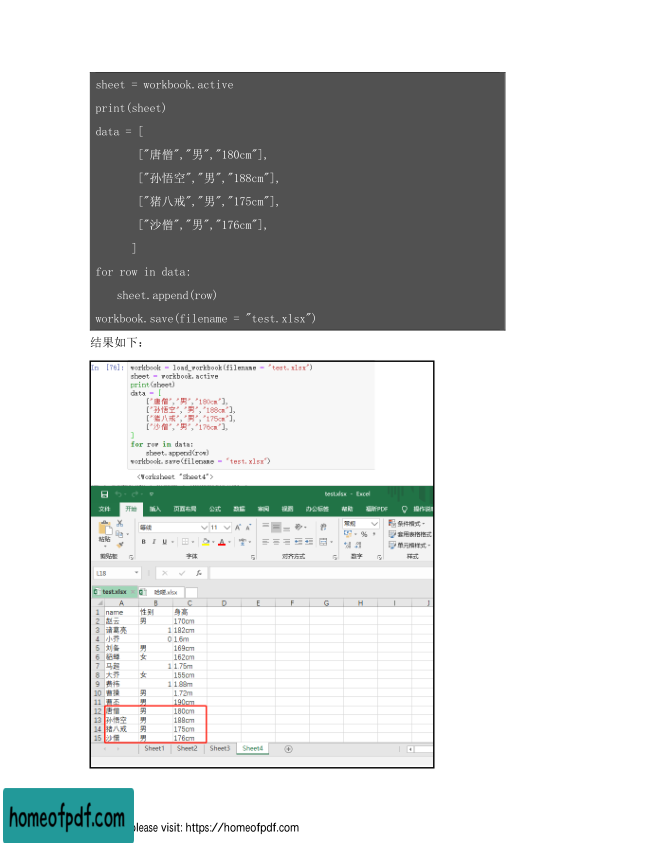 sheet = workbook.active
print(sheet)
data = [
["唐僧","男","180cm"],
["孙悟空","男","188cm"],
["猪八戒","男","175cm"],
["沙僧","男","176cm"],
]
for row in data:
sheet.append(row)
workbook.save(filename = "test.xlsx")
结果如下：
In [76]: workbook = load_workbook(filename = "test.xlsx")
sheet = workbook.active
print(sheet)
data = [
["唐僧","男","180cm"],
["孙悟空","男","188cm"],
["猪八戒","男","175cm"],
["沙僧","男","176cm"],
]
for row in data:
sheet.append(row)
workbook.save(filename = "test.xlsx")
<Worksheet "Sheet4">
test.xlsx - Excel
文件 开始 插入 页面布局 公式 数据 审阅 视图 办公标签 帮助 福昕PDF 操作说明
等线 11 A A 常规 条件格式
粘贴 B I U A % 套用表格格式
单元格样式
剪贴板 字体 对齐方式 数字 样式
L18 fx
test.xlsx 哈哈.xlsx
A B C D E F G H I J
1 name 性别 身高
2 赵云 男 170cm
3 诸葛亮 1 182cm
4 小乔 0 1.6m
5 刘备 男 169cm
6 貂蝉 女 162cm
7 马超 1 1.75m
8 大乔 女 155cm
9 费祎 1 1.88m
10 曹操 男 1.72m
11 曹丕 男 190cm
12 唐僧 男 180cm
13 孙悟空 男 188cm
14 猪八戒 男 175cm
15 沙僧 男 176cm
Sheet1 Sheet2 Sheet3 Sheet4
homeofpdf.com
please visit: https://homeofpdf.com